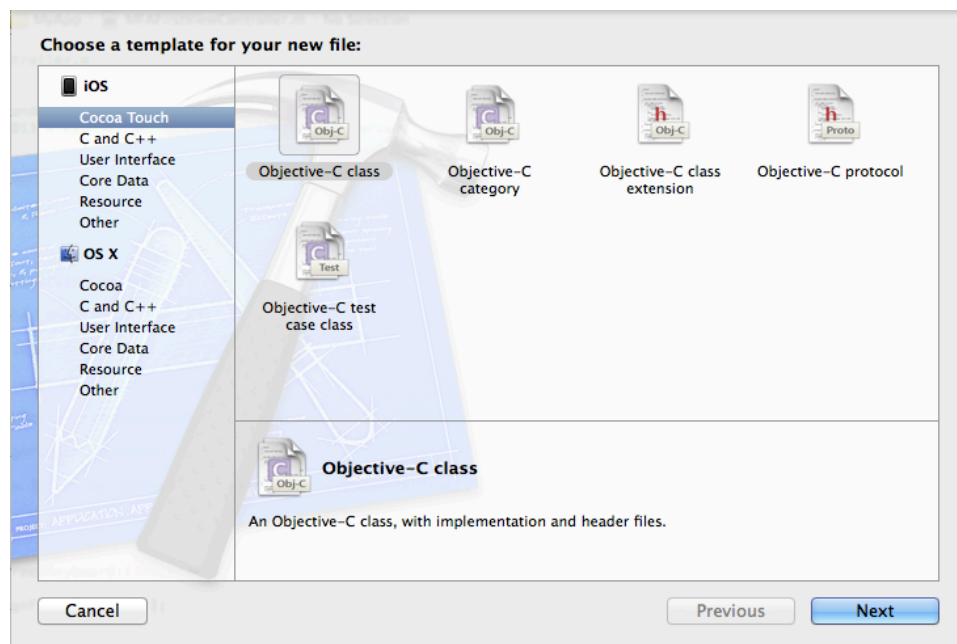 Choose a template for your new file:
iOS
Cocoa Touch
C and C++
User Interface
Core Data
Resource
Other
OS X
Cocoa
C and C++
User Interface
Core Data
Resource
Other
Obj-C
Objective-C class
Obj-C
Objective-C
category
h
Obj-C
Objective-C class
extension
h
Proto
Objective-C protocol
C
Test
Objective-C test
case class
Obj-C
Objective-C class
An Objective-C class, with implementation and header files.
PROJECT APPLICATION APP
Cancel
Previous
Next